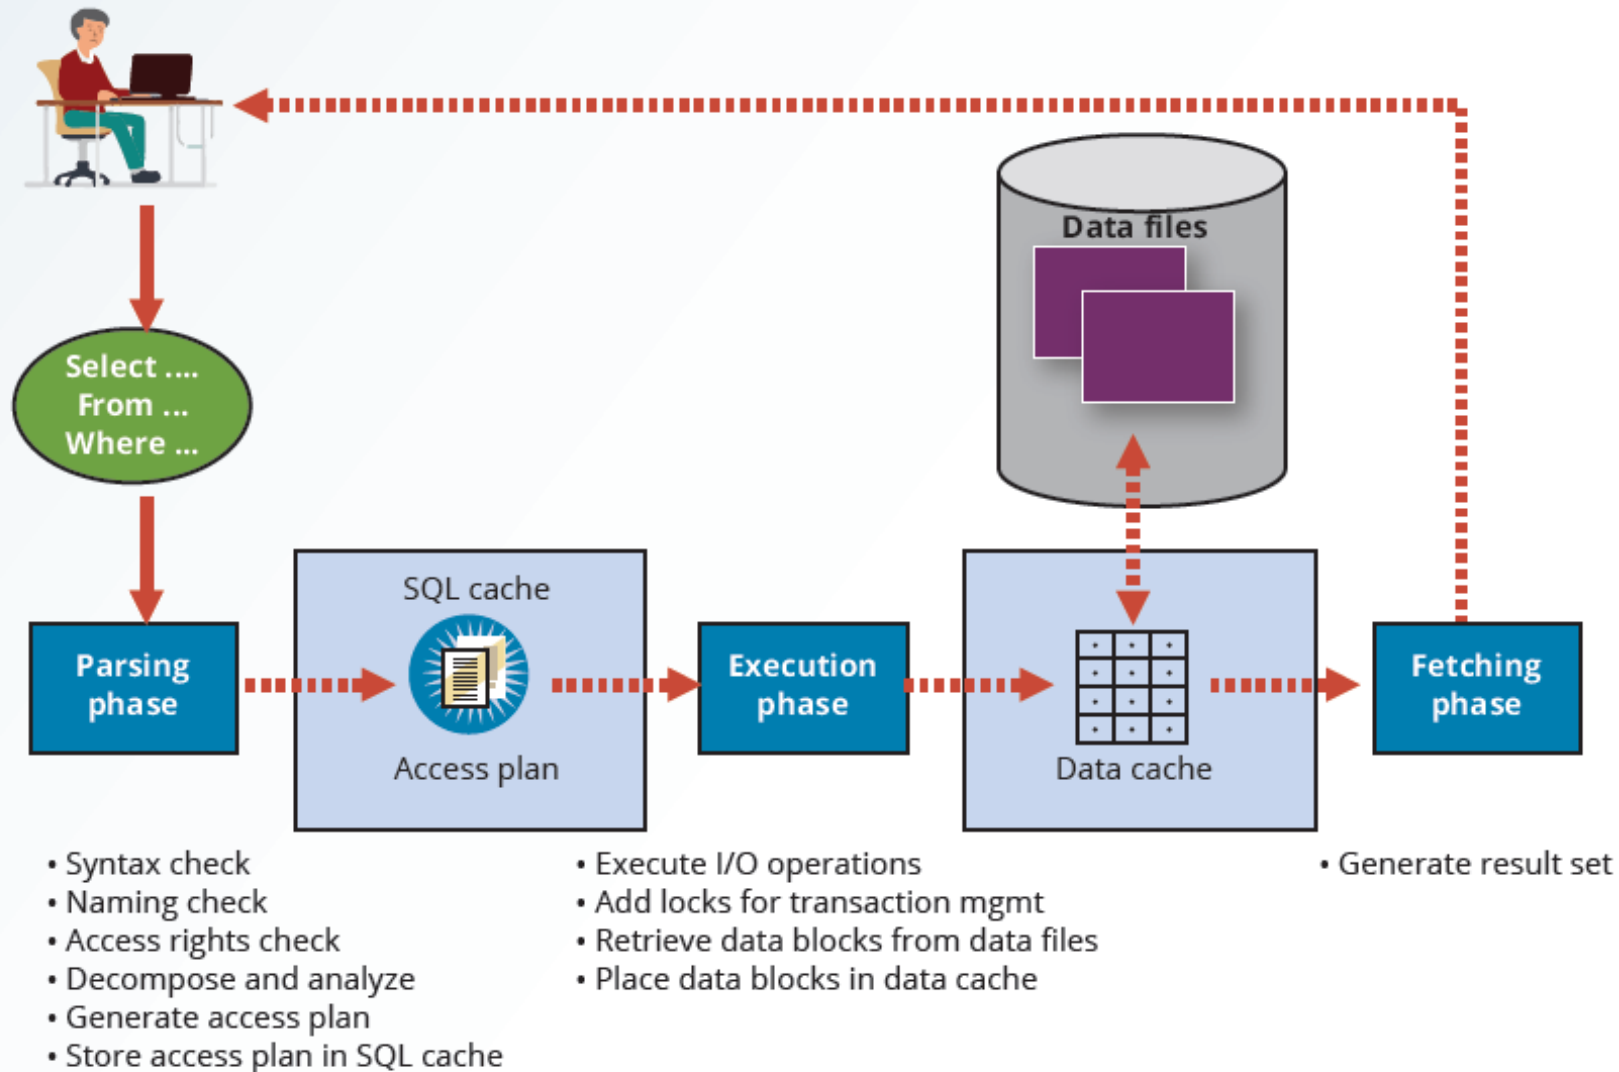 Data files
Select ....
From ...
Where ...
SQL cache
Parsing
phase
Execution
phase
Fetching
phase
Access plan
Data cache
• Syntax check
• Naming check
• Access rights check
• Decompose and analyze
• Generate access plan
• Store access plan in SQL cache
• Execute I/O operations
• Add locks for transaction mgmt
• Retrieve data blocks from data files
• Place data blocks in data cache
• Generate result set